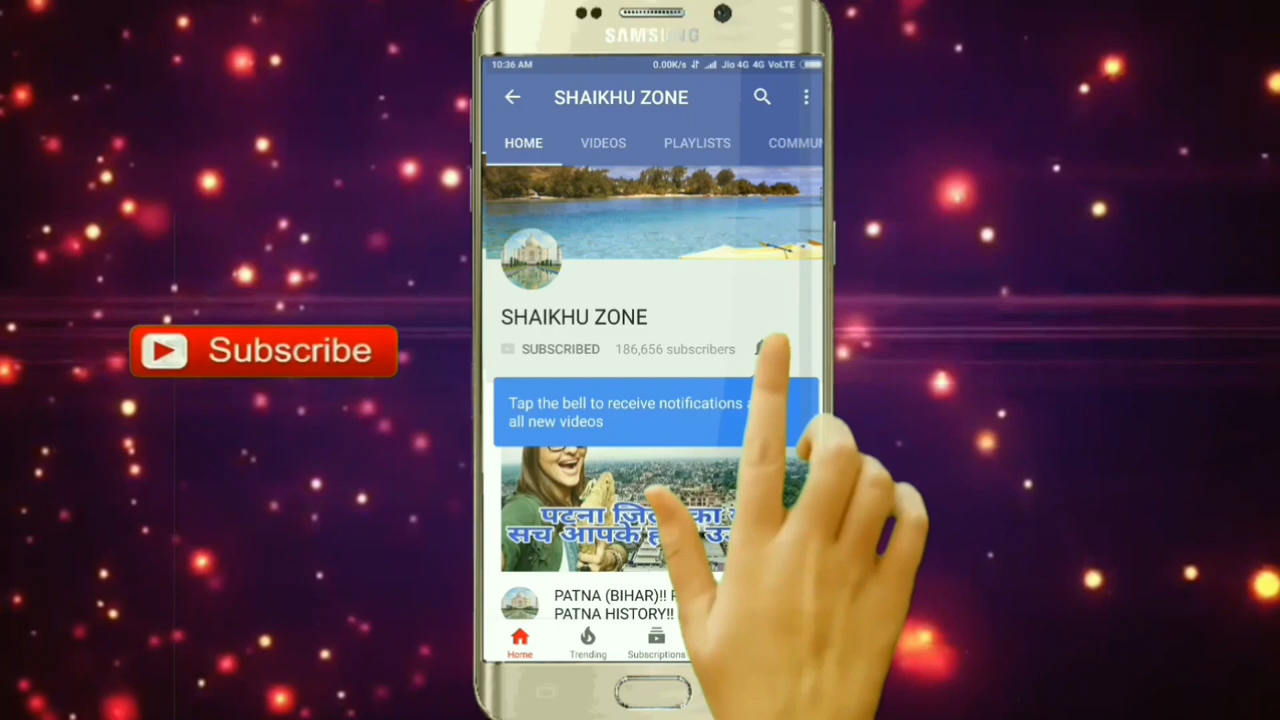 SAMSUNG
10:36 AM 0.00K/s Jio 4G 4G VoLTE
SHAIKHU ZONE
HOME VIDEOS PLAYLISTS COMMUN
SHAIKHU ZONE
SUBSCRIBED 186,656 subscribers
Subscribe
Tap the bell to receive notifications
all new videos
पटना का
सच आपके
PATNA (BIHAR)!!
PATNA HISTORY!!
Home Trending Subscriptions